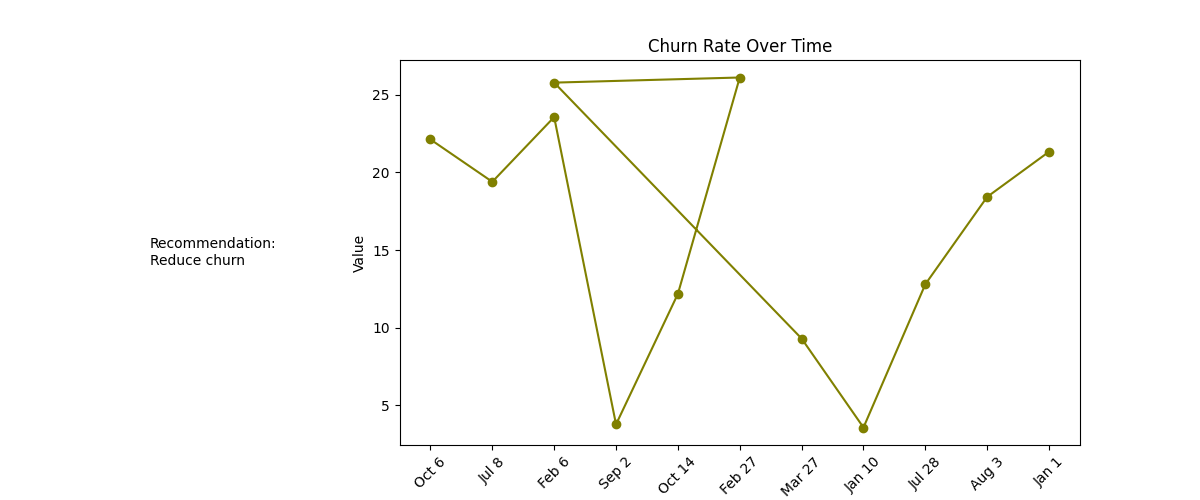 Churn Rate Over Time
Recommendation:
Reduce churn
Value
25
20
15
10
5
Oct 6
Jul 8
Feb 6
Sep 2
Oct 14
Feb 27
Mar 27
Jan 10
Jul 28
Aug 3
Jan 1